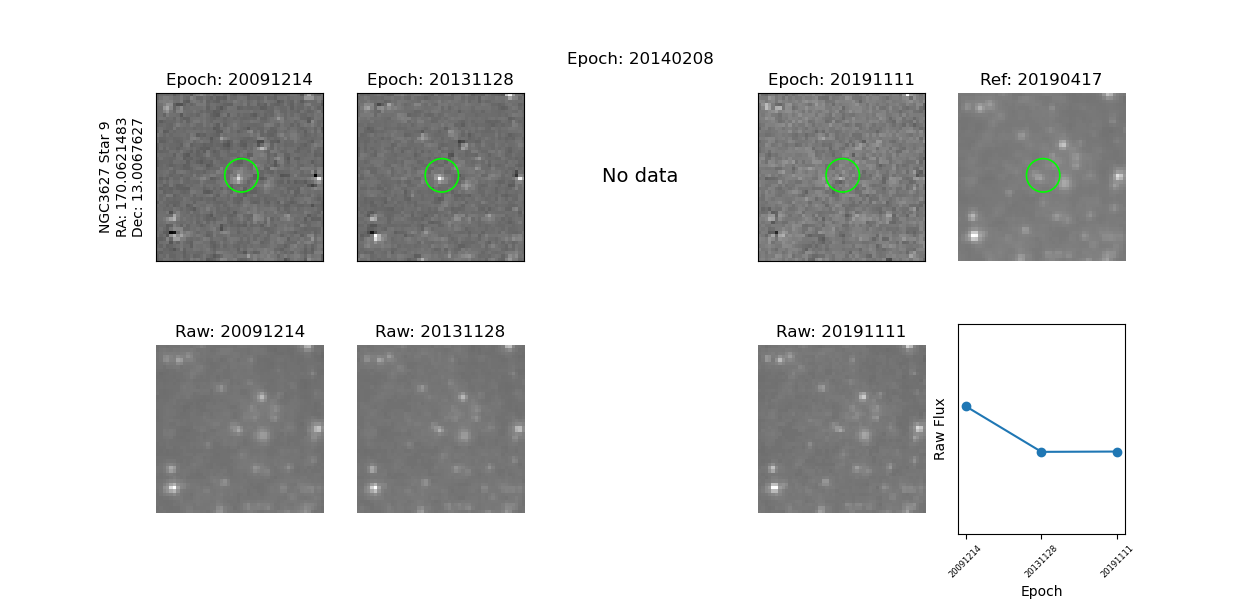 Epoch: 20140208
Epoch: 20091214
Epoch: 20131128
Epoch: 20191111
Ref: 20190417
NGC3627 Star 9
RA: 170.0621483
Dec: 13.0067627
No data
Raw: 20091214
Raw: 20131128
Raw: 20191111
Raw Flux
20091214
20131128
20191111
Epoch